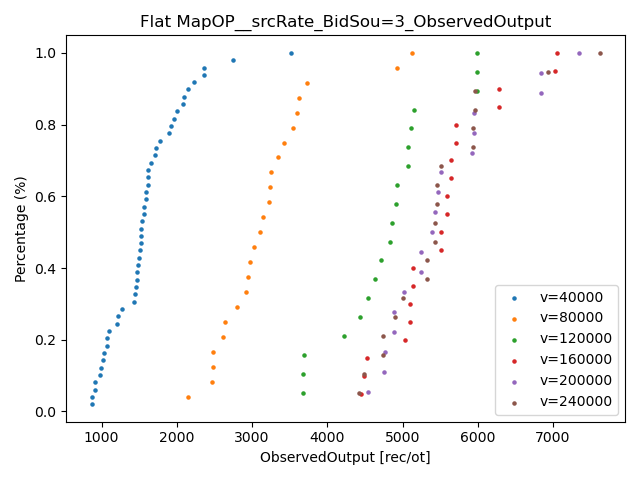 Flat MapOP__srcRate_BidSou=3_ObservedOutput
Percentage (%)
1.0
0.8
0.6
0.4
0.2
0.0
v=40000
v=80000
v=120000
v=160000
v=200000
v=240000
1000 2000 3000 4000 5000 6000 7000
ObservedOutput [rec/ot]